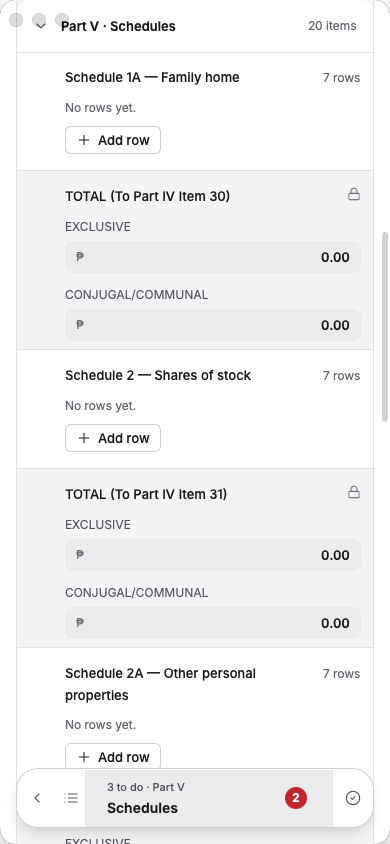 Part V · Schedules
20 items
Schedule 1A — Family home
7 rows
No rows yet.
+ Add row
TOTAL (To Part IV Item 30)
EXCLUSIVE
₱ 0.00
CONJUGAL/COMMUNAL
₱ 0.00
Schedule 2 — Shares of stock
7 rows
No rows yet.
+ Add row
TOTAL (To Part IV Item 31)
EXCLUSIVE
₱ 0.00
CONJUGAL/COMMUNAL
₱ 0.00
Schedule 2A — Other personal
properties
7 rows
No rows yet.
+ Add row
3 to do · Part V
Schedules
2
EXCLUSIVE